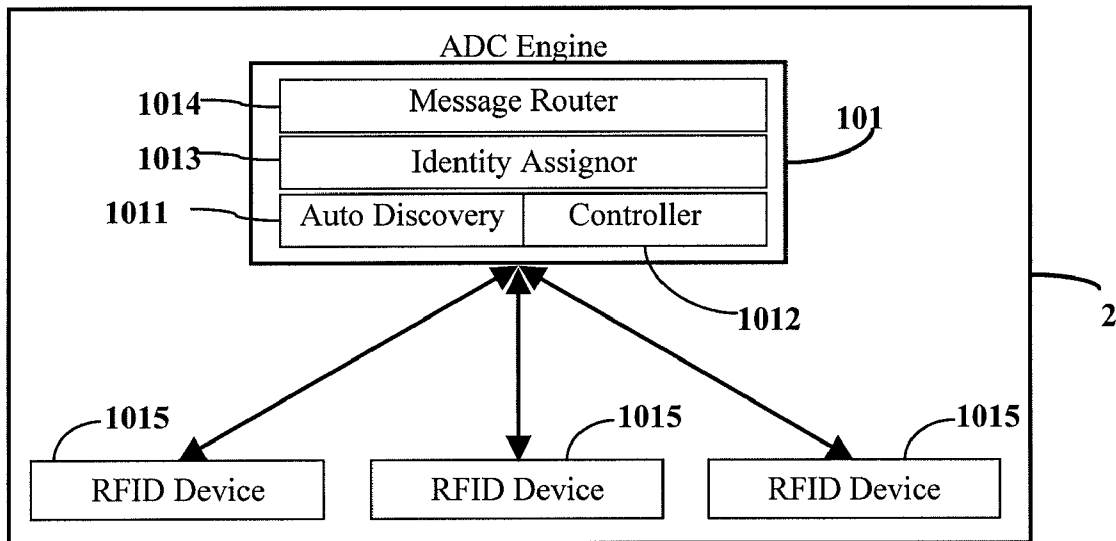 ADC Engine
1014 Message Router
101
1013 Identity Assignor
1011 Auto Discovery Controller
1012
2
1015 1015 1015
RFID Device RFID Device RFID Device